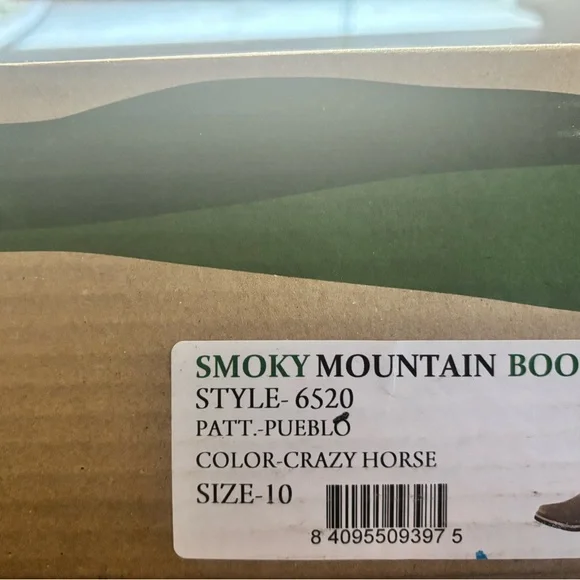 SMOKY MOUNTAIN BOO
STYLE- 6520
PATT.-PUEBLO
COLOR-CRAZY HORSE
SIZE-10
8 4095509397 5